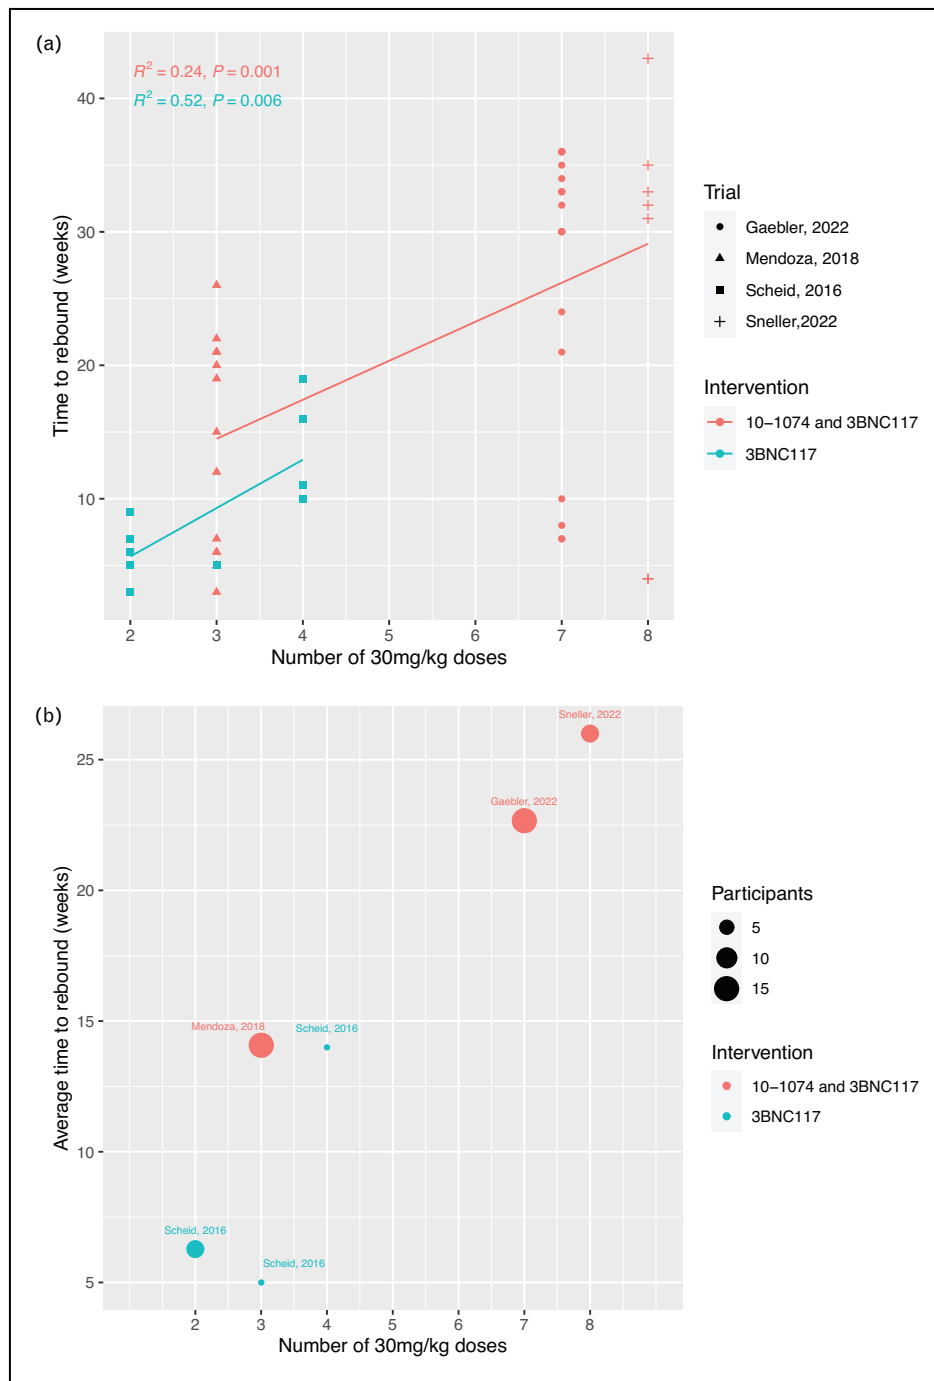 (a)
R² = 0.24, P = 0.001
R² = 0.52, P = 0.006
40
30
20
10
Time to rebound (weeks)
2 3 4 5 6 7 8
Number of 30mg/kg doses
Trial
Gaebler, 2022
Mendoza, 2018
Scheid, 2016
Sneller,2022
Intervention
10−1074 and 3BNC117
3BNC117
(b)
Sneller, 2022
Gaebler, 2022
Mendoza, 2018
Scheid, 2016
Scheid, 2016
Scheid, 2016
25
20
15
10
5
Average time to rebound (weeks)
2 3 4 5 6 7 8
Number of 30mg/kg doses
Participants
5
10
15
Intervention
10−1074 and 3BNC117
3BNC117